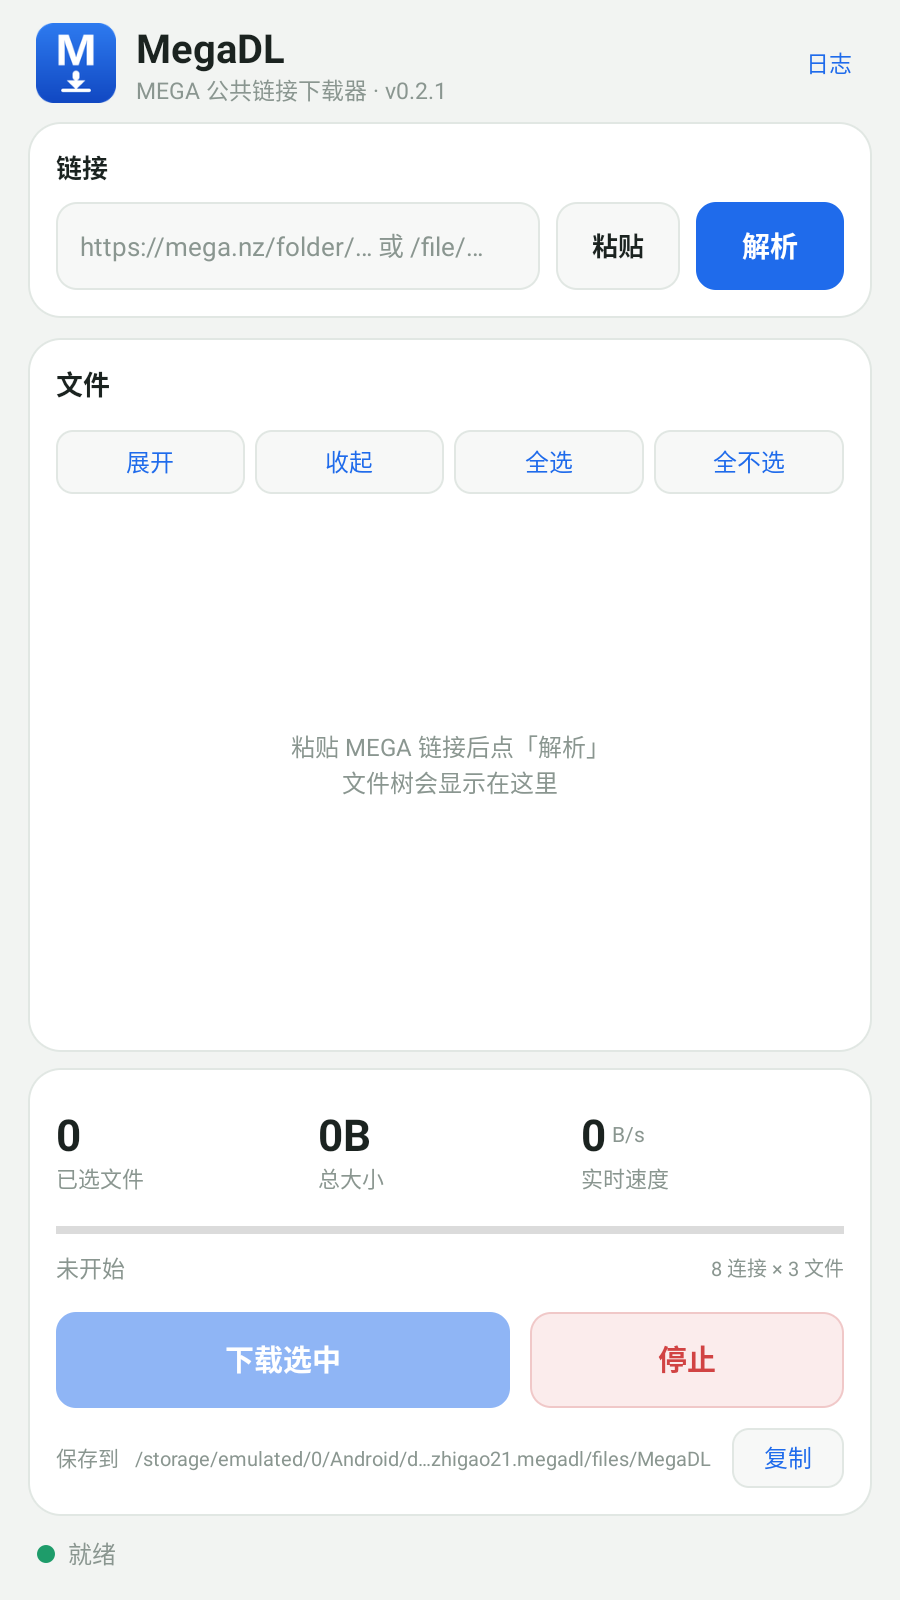 M
MegaDL
MEGA 公共链接下载器 · v0.2.1
日志
链接
https://mega.nz/folder/... 或 /file/...
粘贴
解析
文件
展开
收起
全选
全不选
粘贴 MEGA 链接后点「解析」
文件树会显示在这里
0
已选文件
0B
总大小
0 B/s
实时速度
未开始
8 连接 × 3 文件
下载选中
停止
保存到 /storage/emulated/0/Android/d...zhigao21.megadl/files/MegaDL
复制
就绪